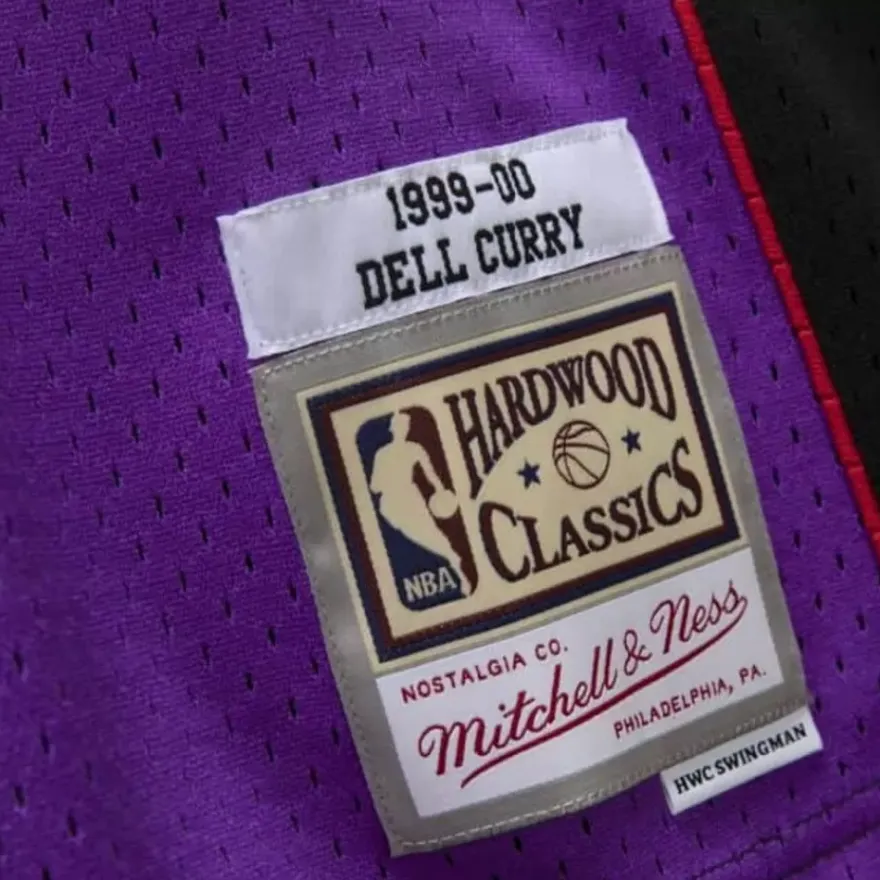 1999-00
DELL CURRY
HARDWOOD
CLASSICS
NBA
NOSTALGIA CO.
Mitchell & Ness
PHILADELPHIA, PA.
HWC SWINGMAN